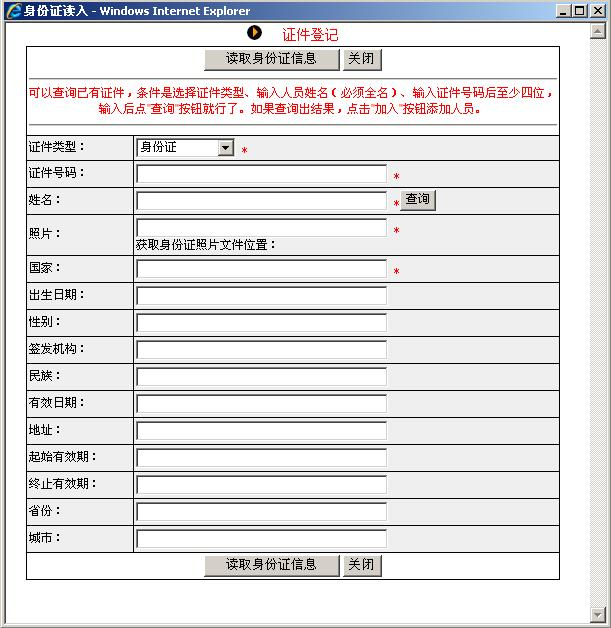 身份证读入 - Windows Internet Explorer
证件登记
读取身份证信息 关闭
可以查询已有证件，条件是选择证件类型、输入人员姓名（必须全名）、输入证件号码后至少四位，
输入后点"查询"按钮就行了。如果查询出结果，点击"加入"按钮添加人员。
证件类型： 身份证 *
证件号码： *
姓名： * 查询
照片： *
获取身份证照片文件位置：
国家： *
出生日期：
性别：
签发机构：
民族：
有效日期：
地址：
起始有效期：
终止有效期：
省份：
城市：
读取身份证信息 关闭